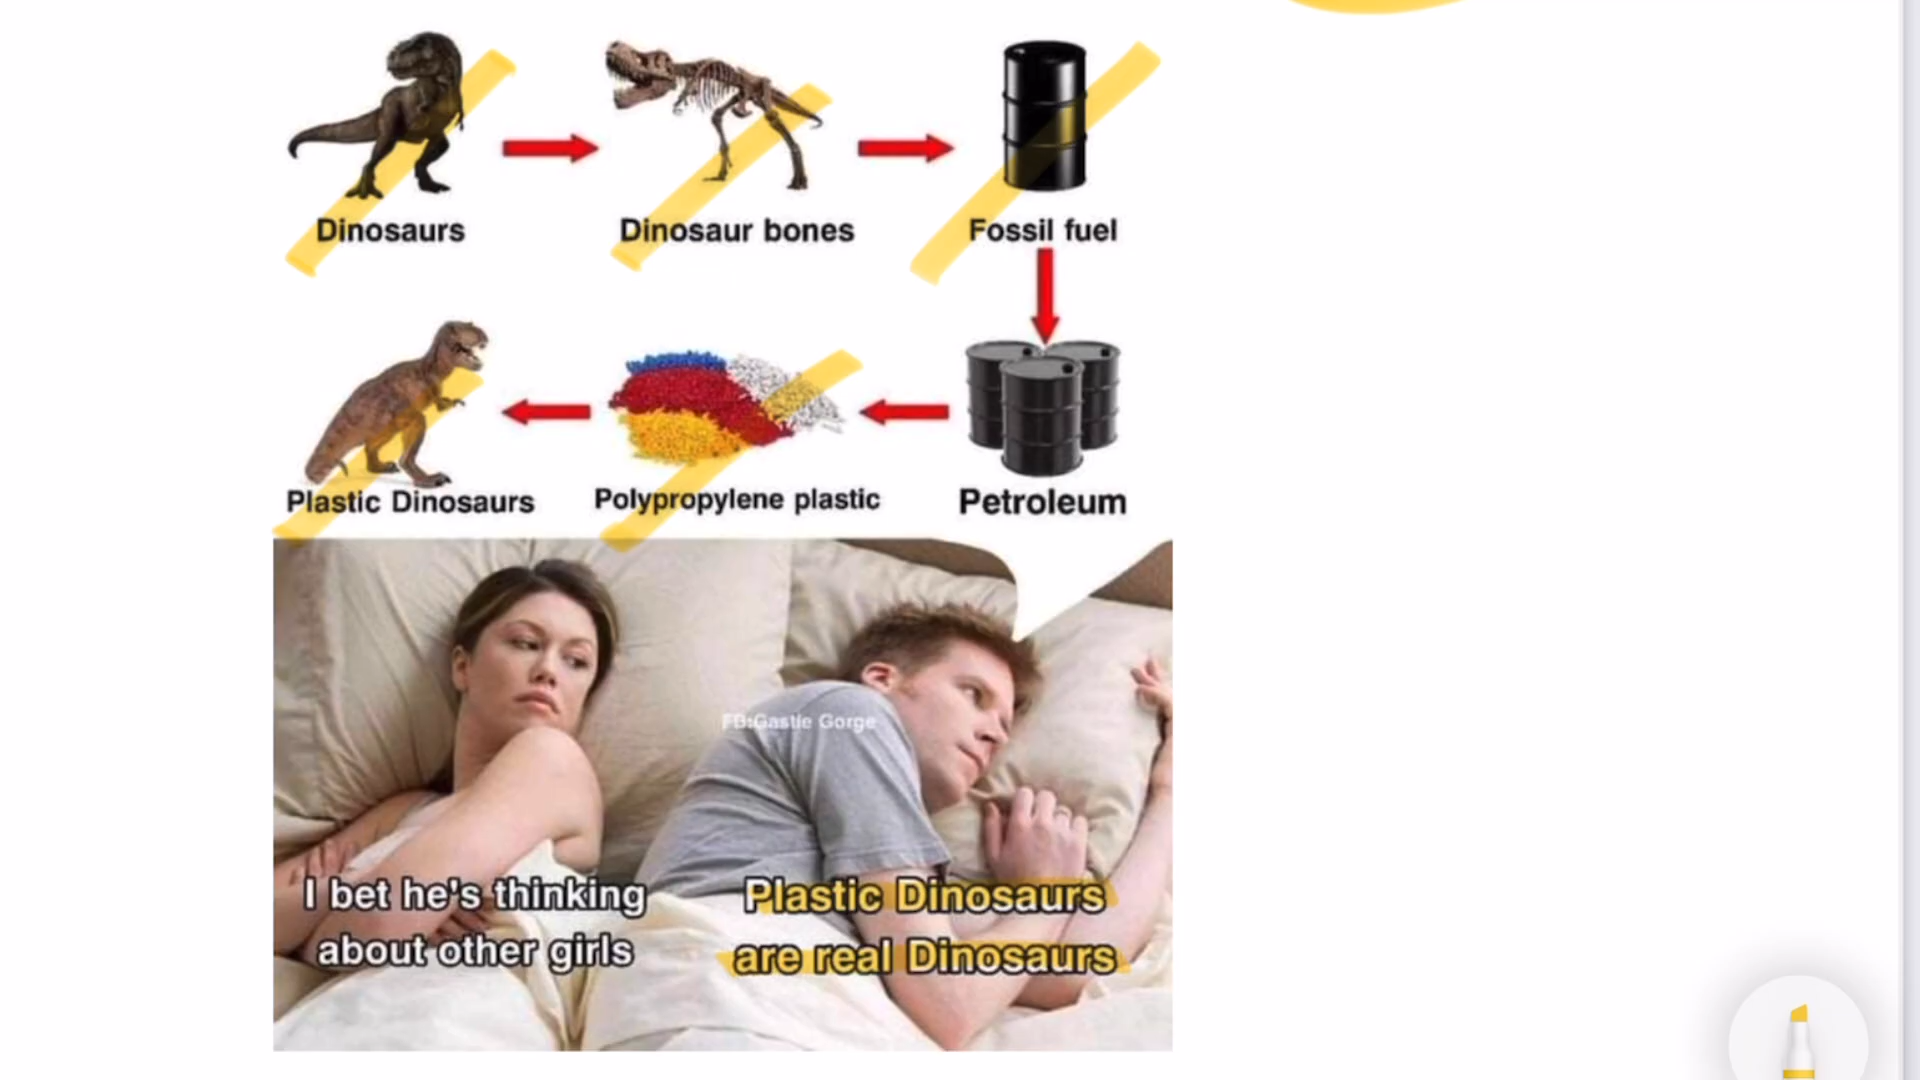 Dinosaurs
Dinosaur bones
Fossil fuel
Plastic Dinosaurs
Polypropylene plastic
Petroleum
FB:Gastle Gorge
I bet he's thinking
about other girls
Plastic Dinosaurs
are real Dinosaurs